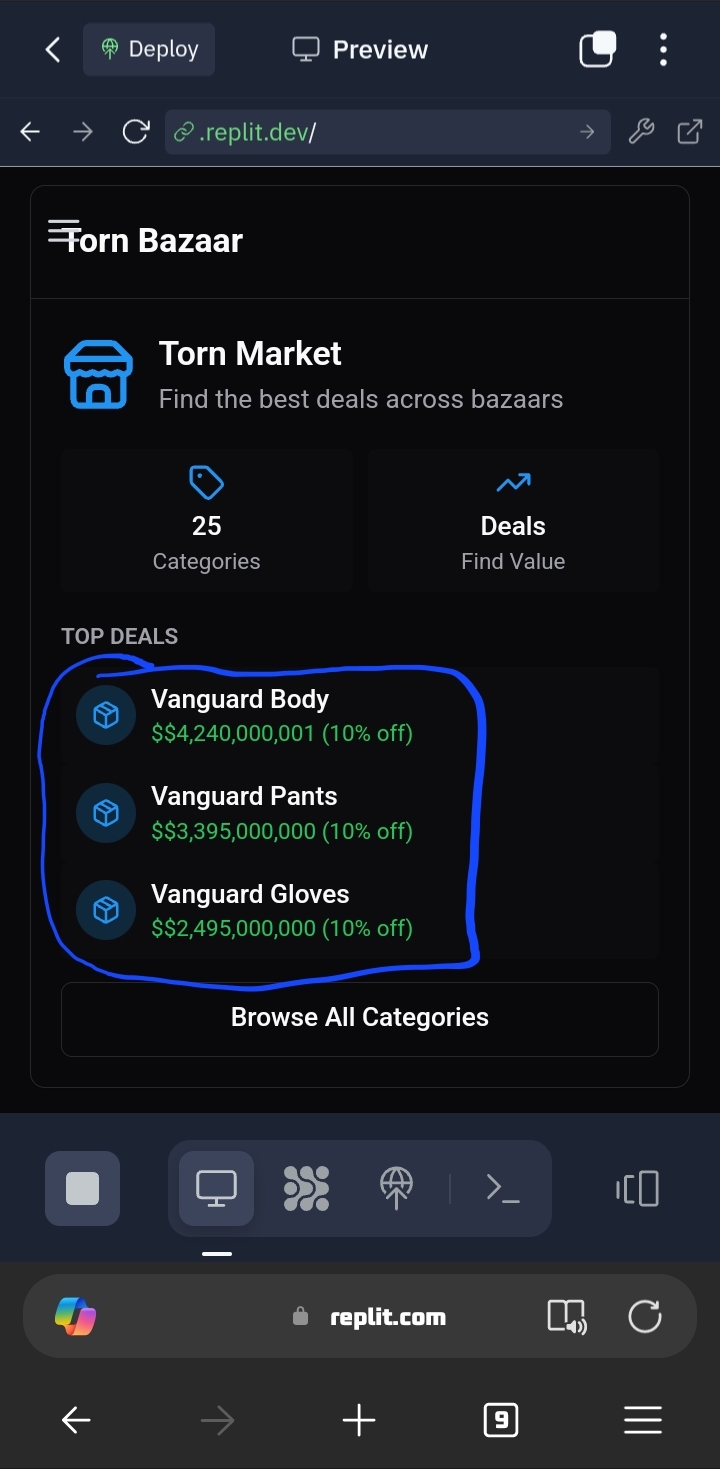 Deploy
Preview
.replit.dev/
Torn Bazaar
Torn Market
Find the best deals across bazaars
25
Categories
Deals
Find Value
TOP DEALS
Vanguard Body
$$4,240,000,001 (10% off)
Vanguard Pants
$$3,395,000,000 (10% off)
Vanguard Gloves
$$2,495,000,000 (10% off)
Browse All Categories
replit.com
9